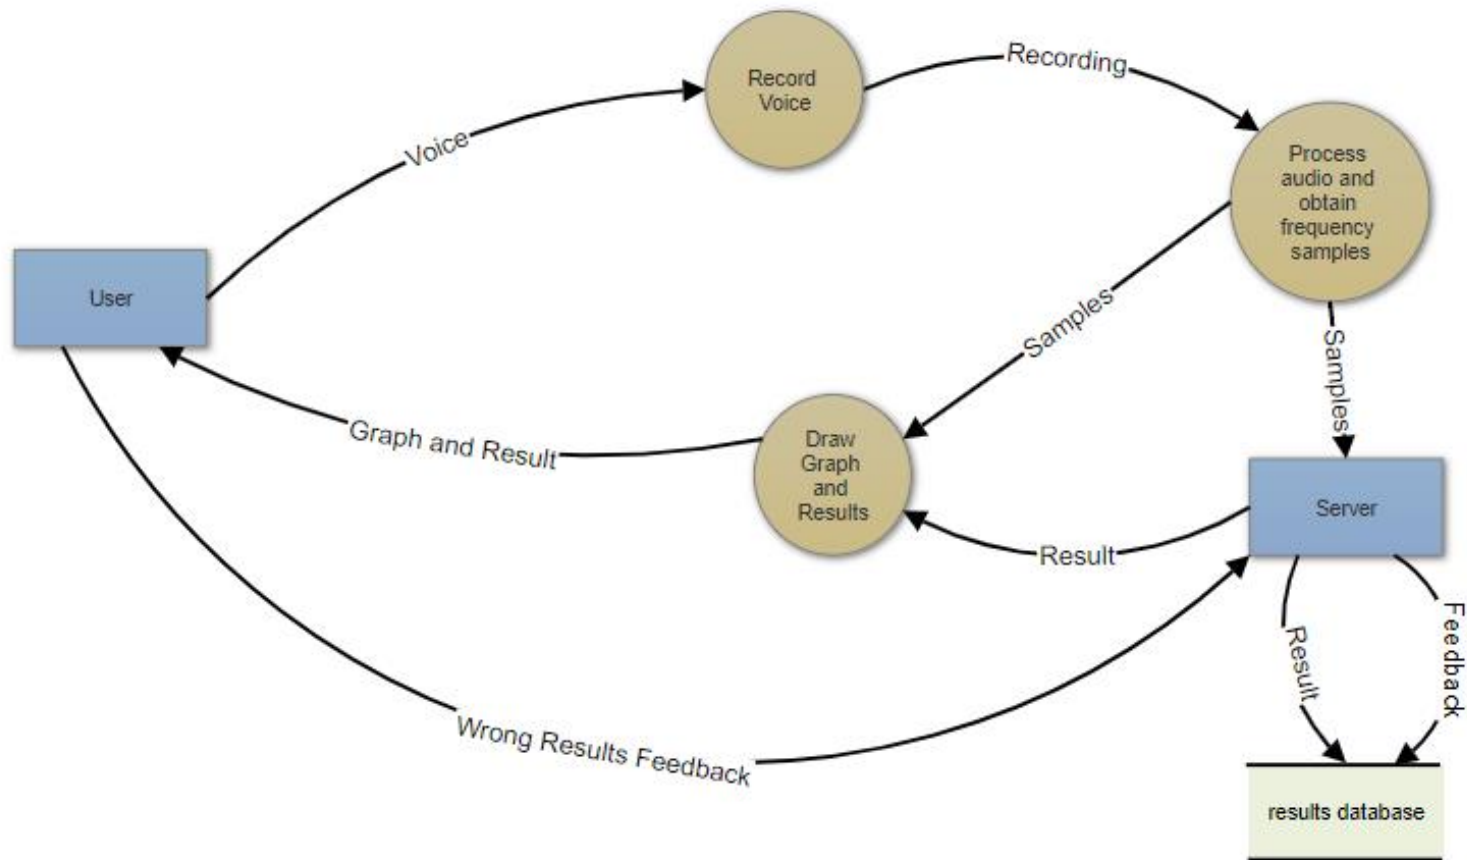 Record
Voice
Recording
Voice
Process
audio and
obtain
frequency
samples
User
Samples
Samples
Graph and Result
Draw
Graph
and
Results
Server
Result
Result
Feedback
Wrong Results Feedback
results database